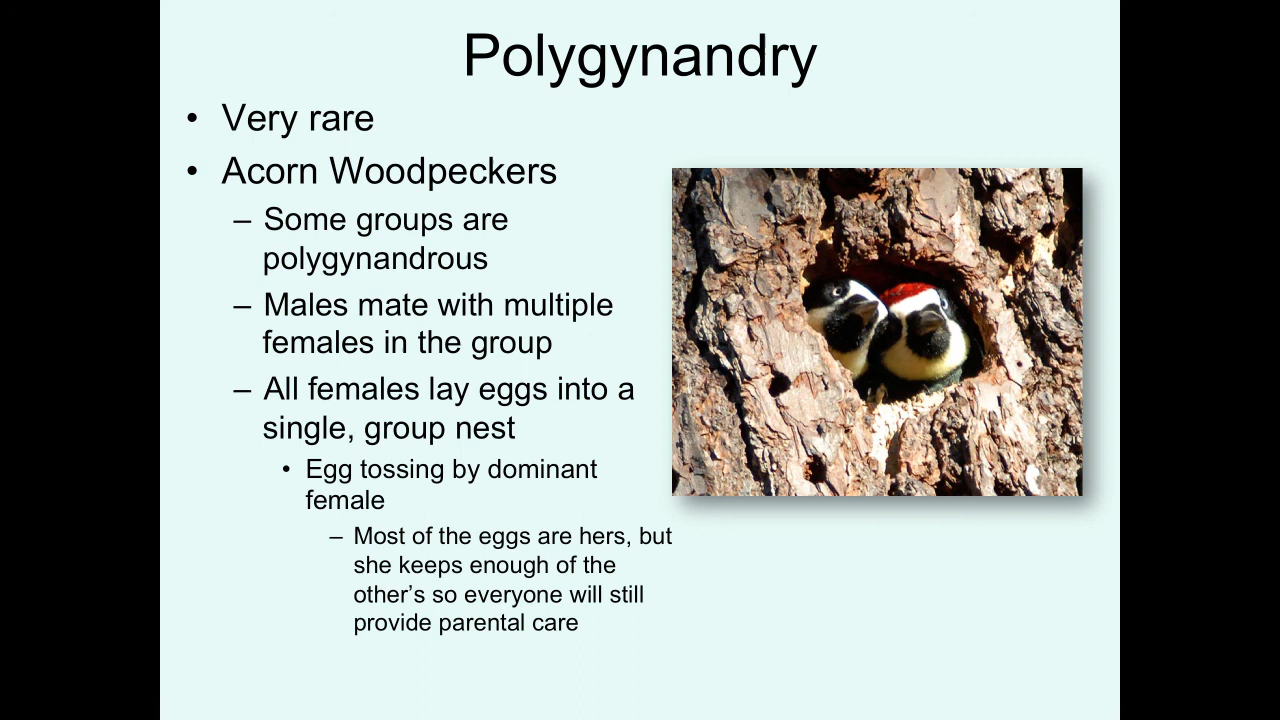 Polygynandry
• Very rare
• Acorn Woodpeckers
– Some groups are
polygynandrous
– Males mate with multiple
females in the group
– All females lay eggs into a
single, group nest
• Egg tossing by dominant
female
– Most of the eggs are hers, but
she keeps enough of the
other’s so everyone will still
provide parental care